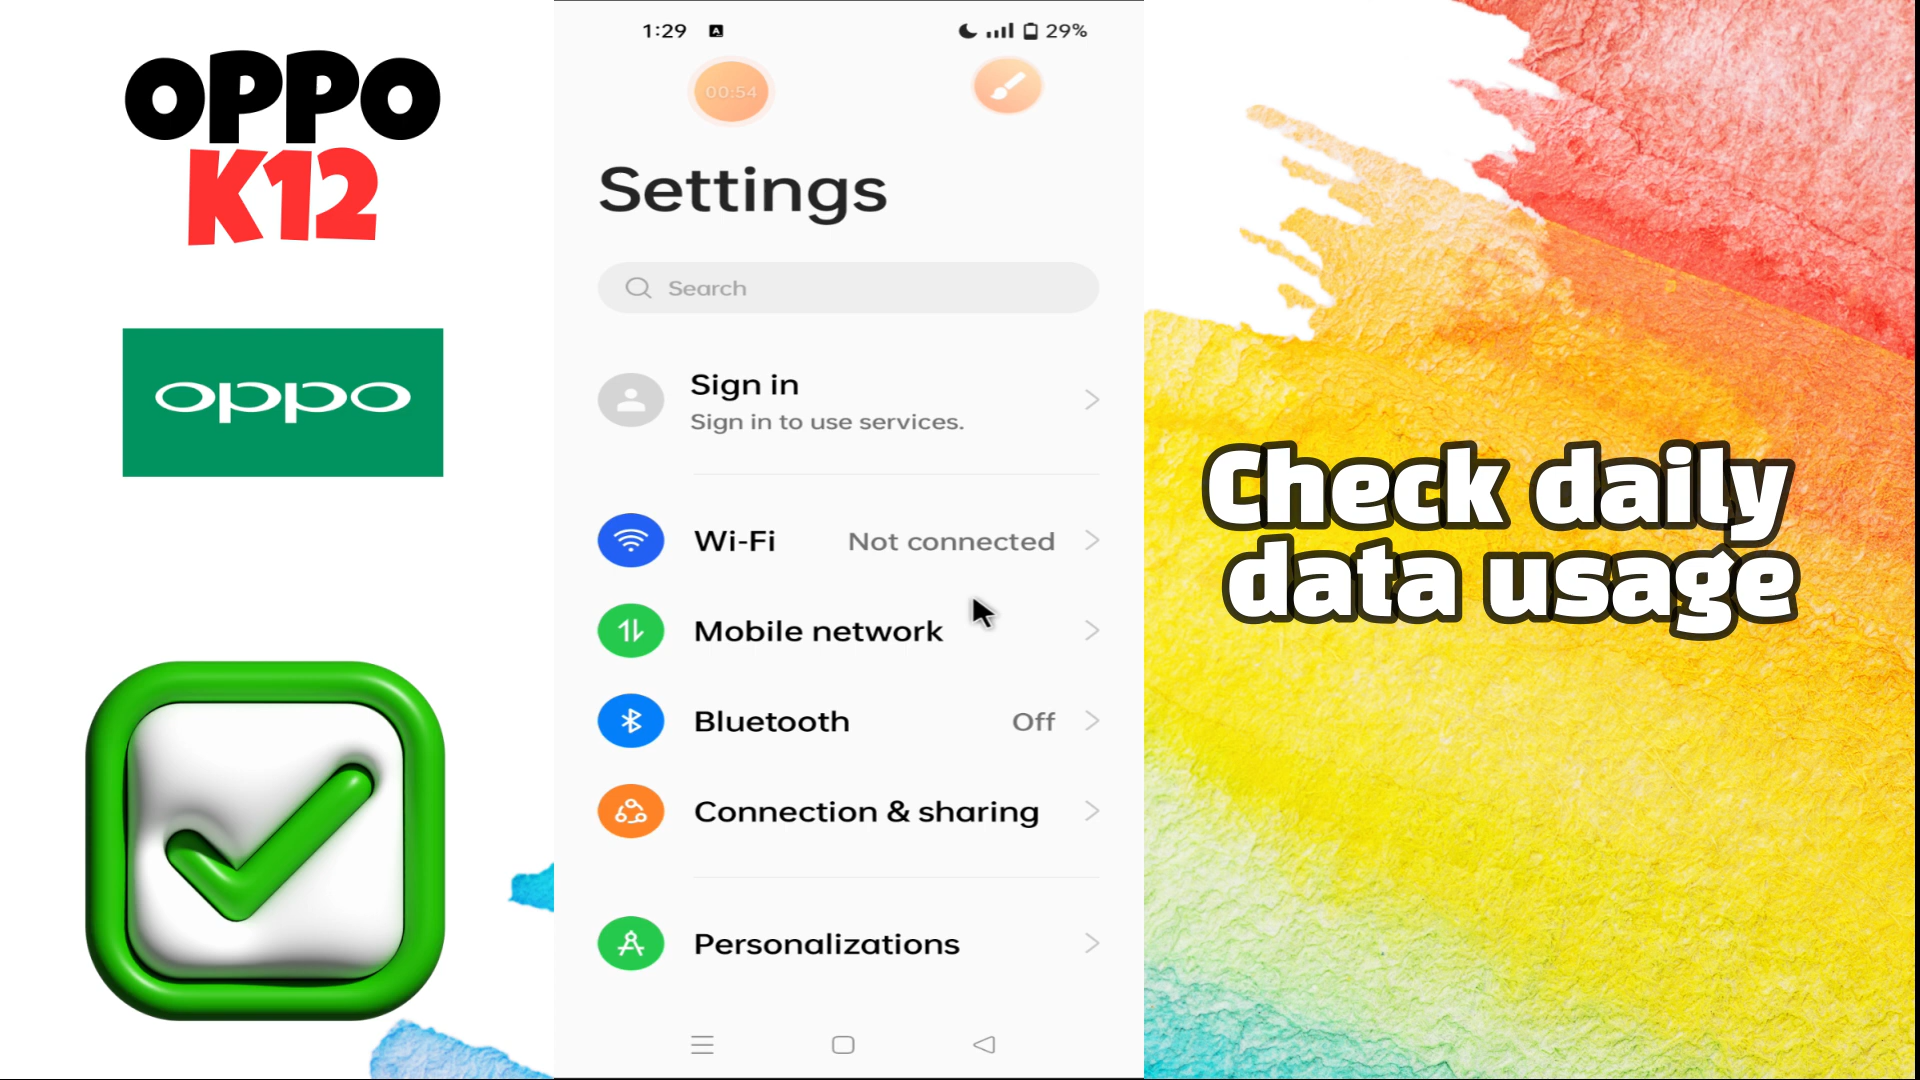 OPPO
K12
oppo
1:29
A
29%
00:54
Settings
Search
Sign in
Sign in to use services.
Wi-Fi
Not connected
Mobile network
Bluetooth
Off
Connection & sharing
Personalizations
Check daily
data usage